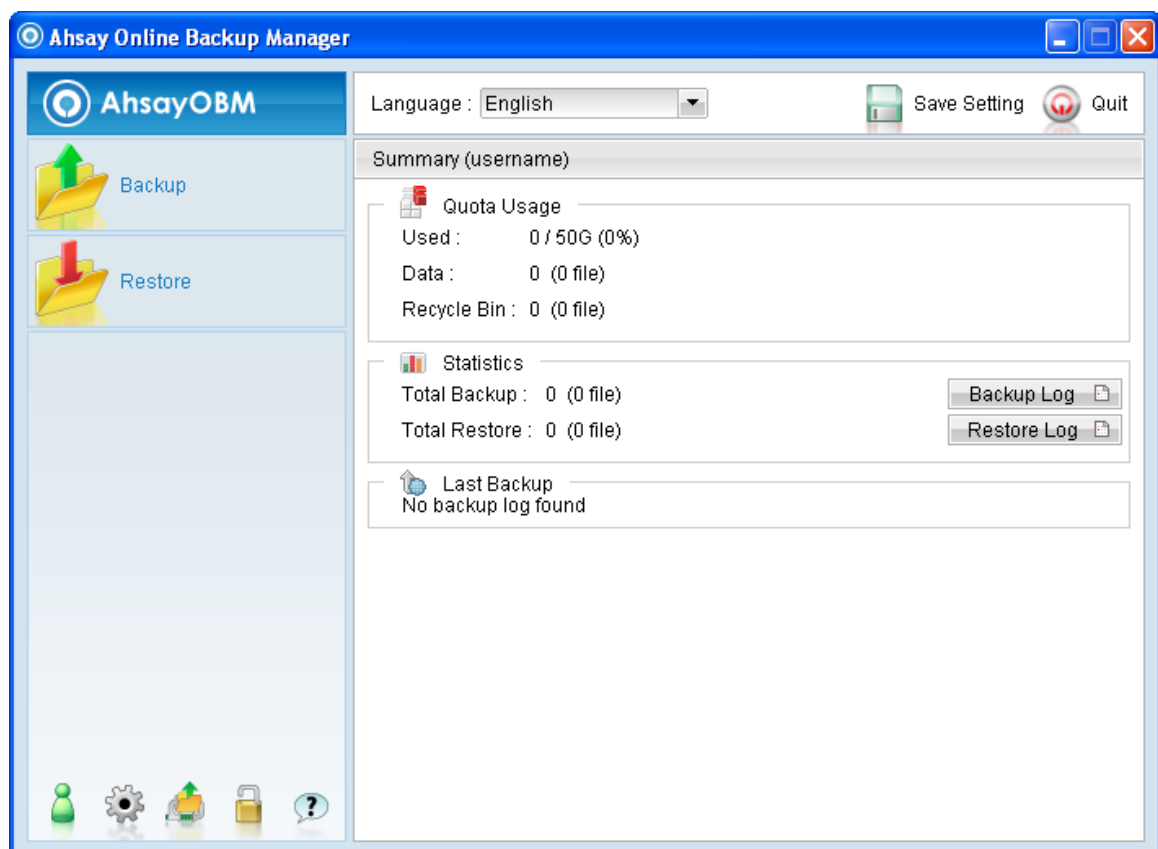 Ahsay Online Backup Manager
AhsayOBM
Language : English
Save Setting
Quit
Backup
Restore
Summary (username)
Quota Usage
Used : 0 / 50G (0%)
Data : 0 (0 file)
Recycle Bin : 0 (0 file)
Statistics
Total Backup : 0 (0 file)
Backup Log
Total Restore : 0 (0 file)
Restore Log
Last Backup
No backup log found
?